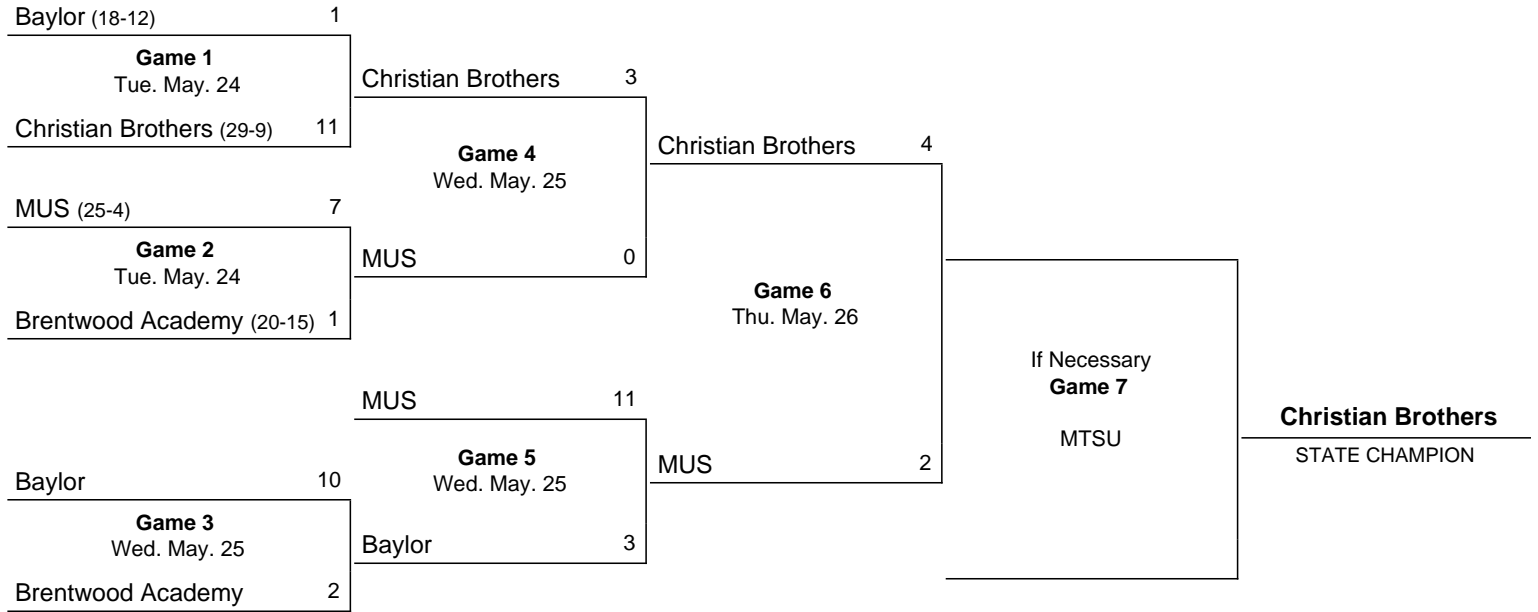 Baylor (18-12) 1
Game 1
Tue. May. 24
Christian Brothers (29-9) 11
MUS (25-4) 7
Game 2
Tue. May. 24
Brentwood Academy (20-15) 1
Baylor 10
Game 3
Wed. May. 25
Brentwood Academy 2
Christian Brothers 3
Game 4
Wed. May. 25
MUS 0
MUS 11
Game 5
Wed. May. 25
Baylor 3
Christian Brothers 4
Game 6
Thu. May. 26
MUS 2
If Necessary
Game 7
MTSU
Christian Brothers
STATE CHAMPION